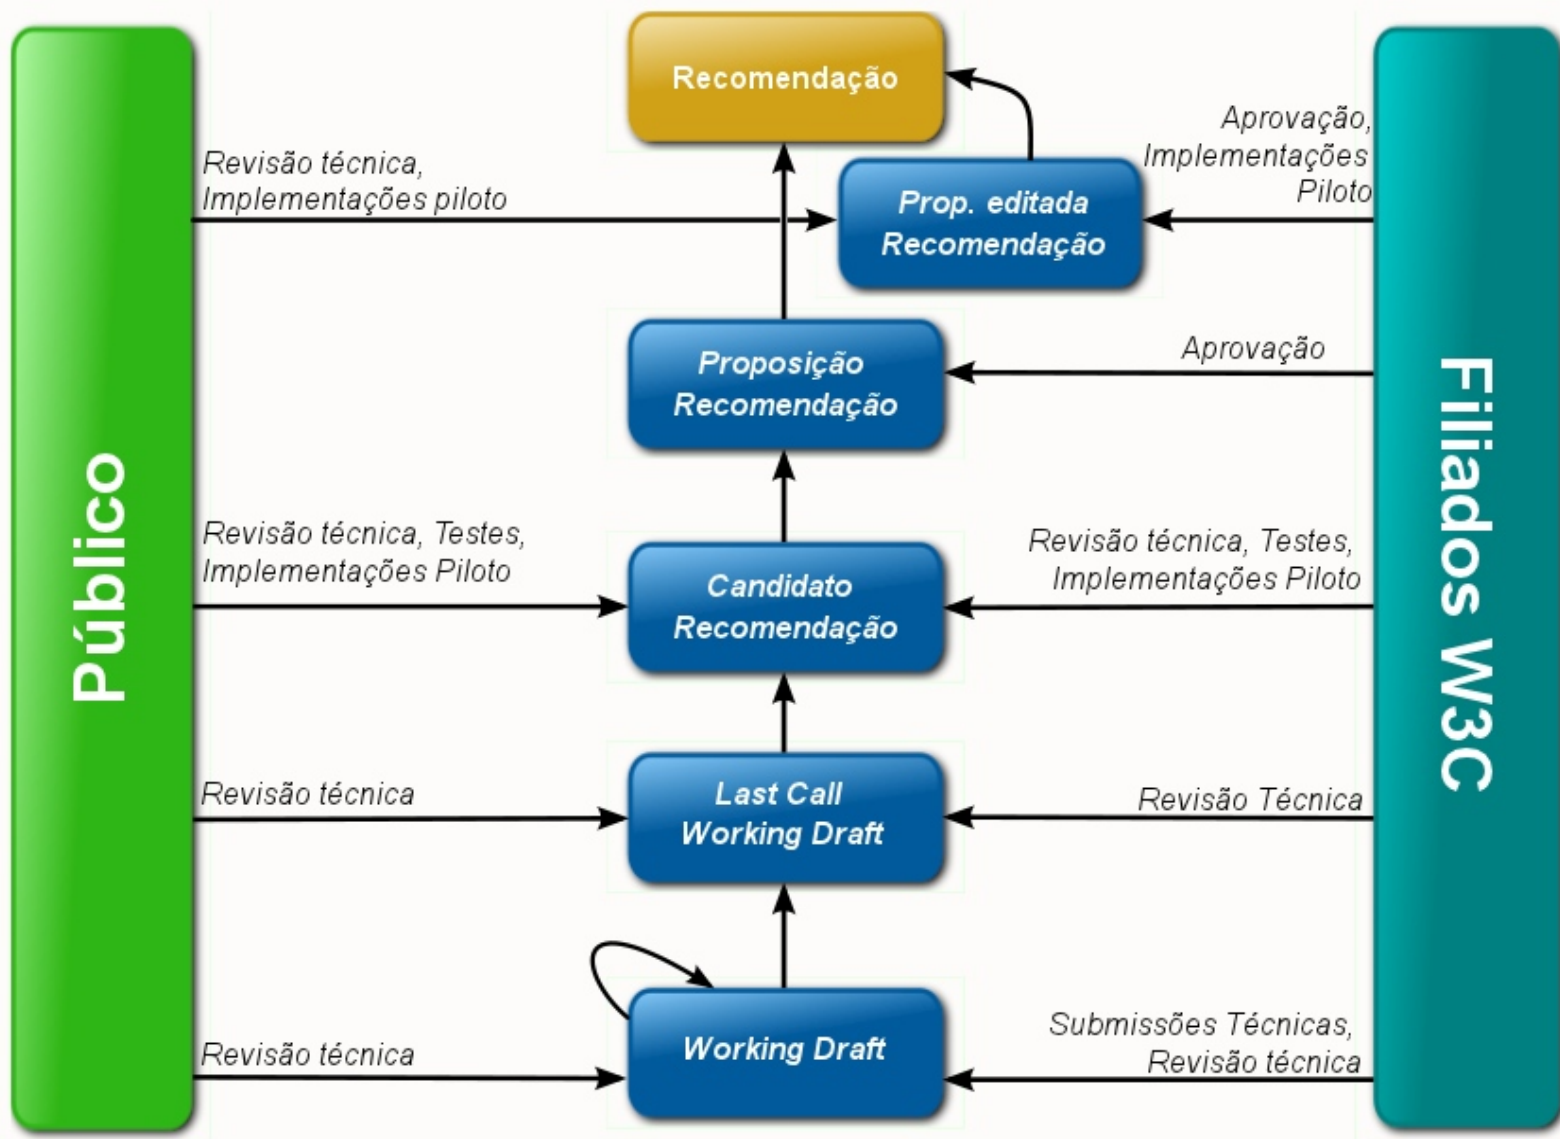 Recomendação
Aprovação,
Implementações
Piloto
Revisão técnica,
Implementações piloto
Prop. editada
Recomendação
Proposição
Recomendação
Aprovação
Público
Filiados W3C
Revisão técnica, Testes,
Implementações Piloto
Candidato
Recomendação
Revisão técnica, Testes,
Implementações Piloto
Revisão técnica
Last Call
Working Draft
Revisão Técnica
Revisão técnica
Working Draft
Submissões Técnicas,
Revisão técnica